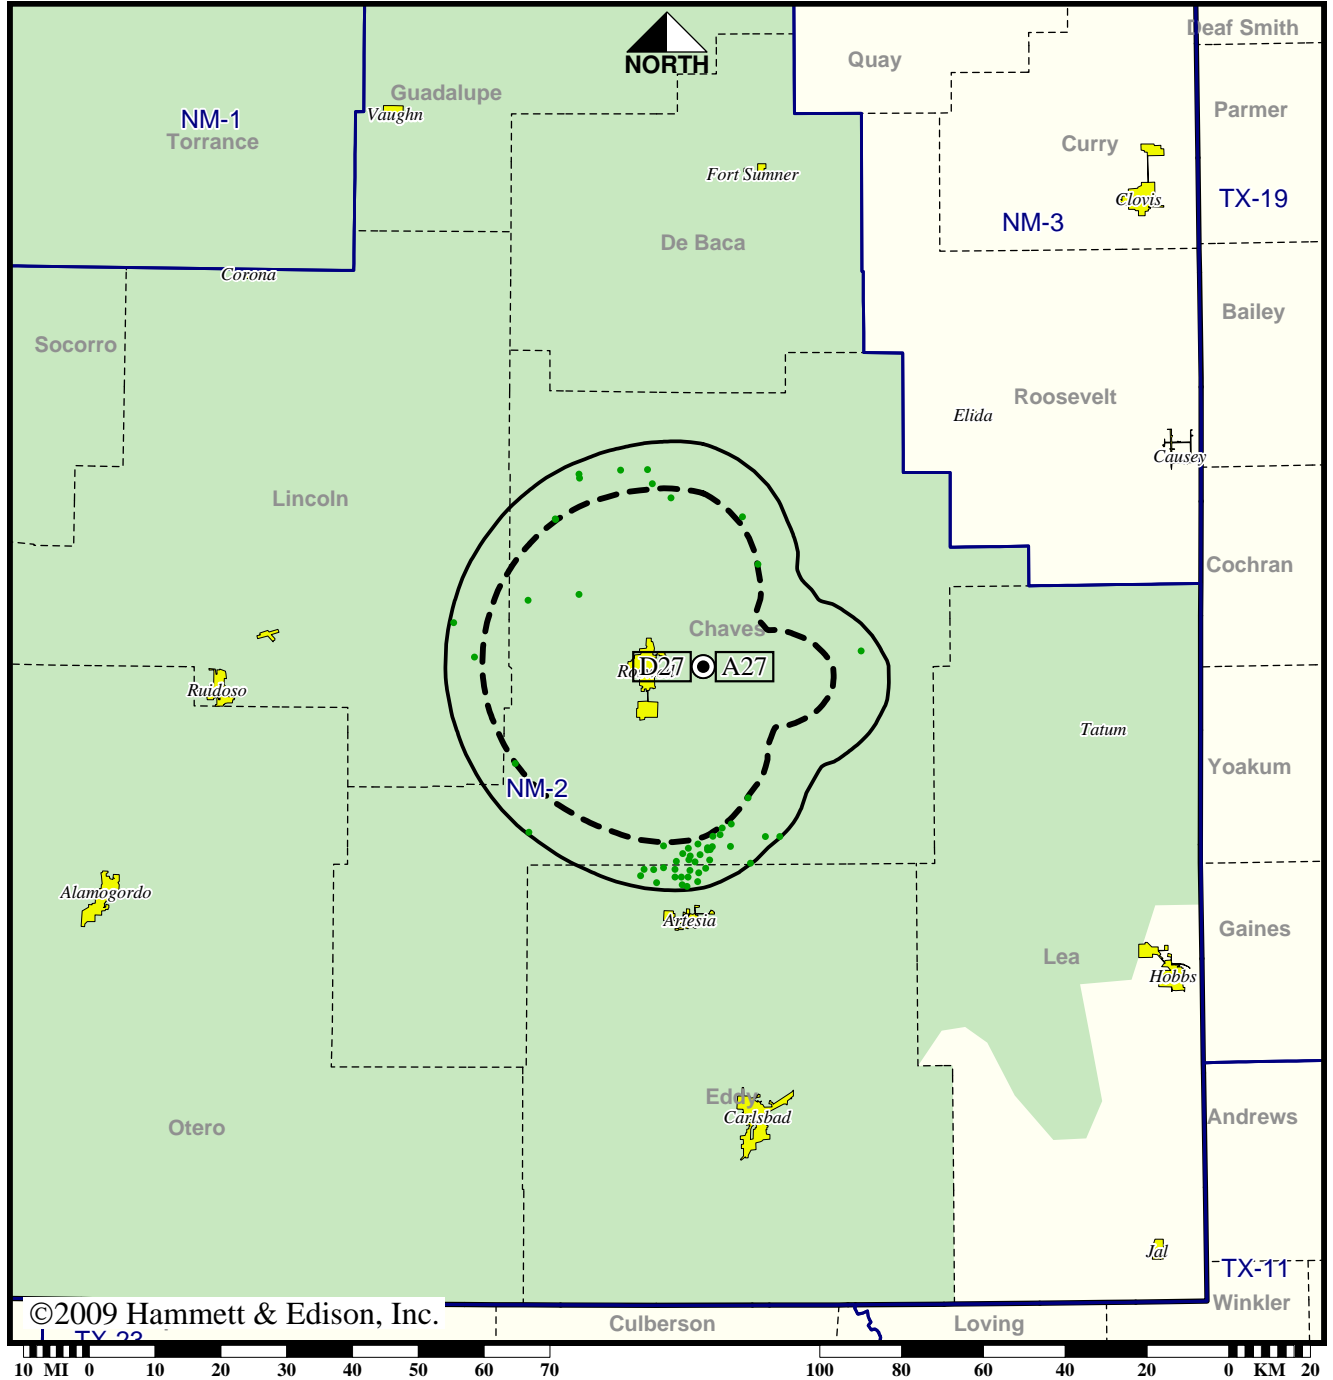 Deaf Smith
Quay
NORTH
Guadalupe
Vaughn
Parmer
NM-1
Torrance
Curry
Fort Sumner
Clovis
TX-19
NM-3
De Baca
Corona
Bailey
Socorro
Roosevelt
Elida
Causey
Lincoln
Cochran
Chaves
D27 A27
Ruidoso
Tatum
Yoakum
NM-2
Alamogordo
Artesia
Gaines
Lea
Hobbs
Eddy
Carlsbad
Andrews
Otero
Jal
TX-11
Winkler
©2009 Hammett & Edison, Inc.
Culberson
Loving
TX-23
10 MI 0 10 20 30 40 50 60 70 100 80 60 40 20 0 KM 20